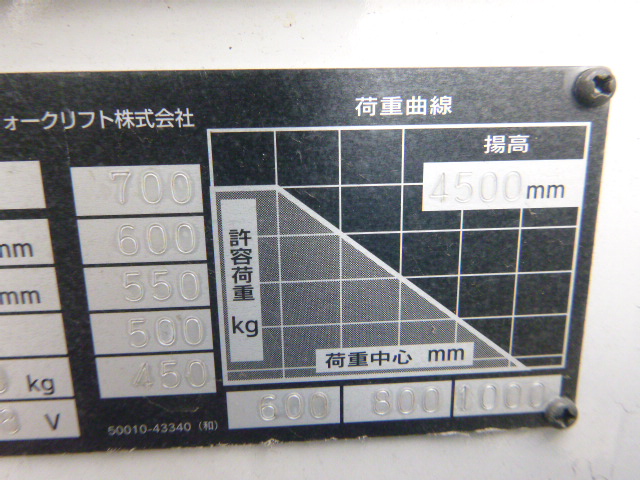 ォークリフト株式会社
荷重曲線
揚高
4500mm
700
mm 600
mm 550
500
kg 450
V
許容荷重 kg
荷重中心 mm
600 800 1000
50010-43340 (和)